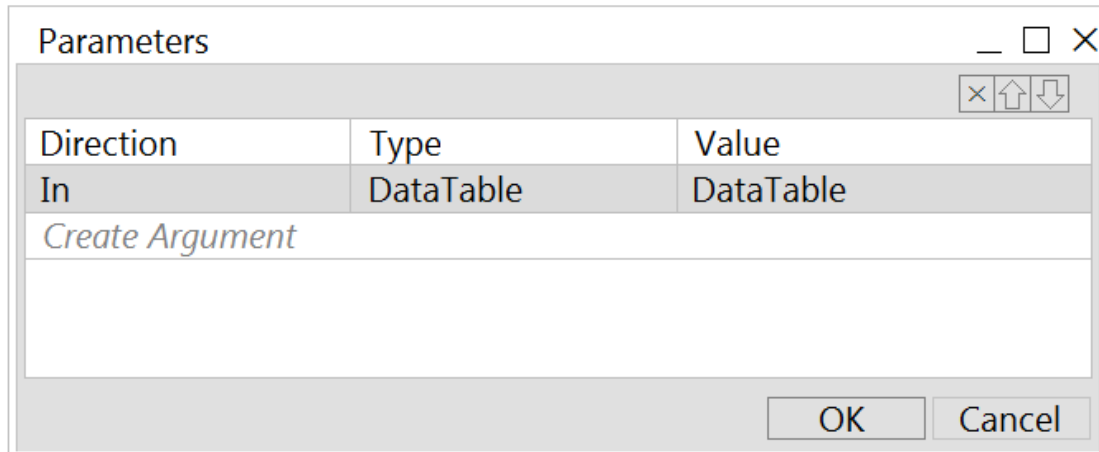 Parameters
Direction Type Value
In DataTable DataTable
Create Argument
OK Cancel